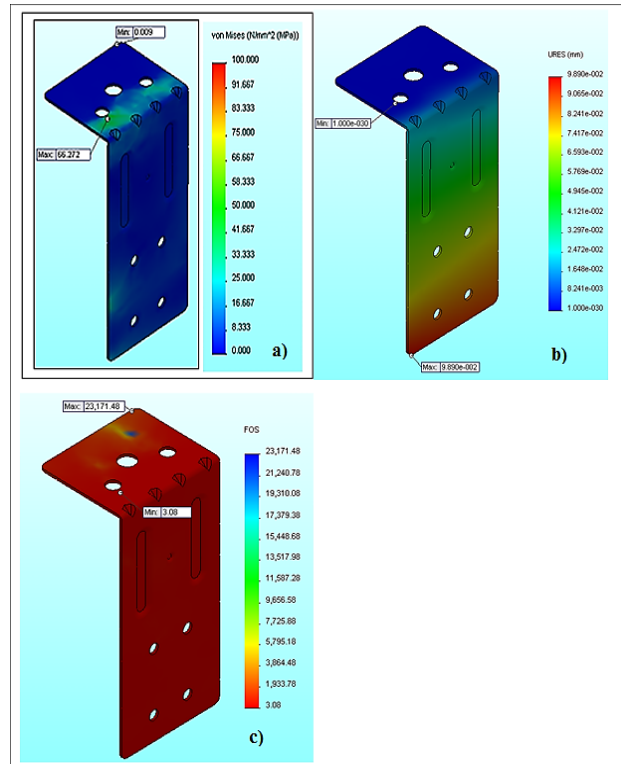 Min: 0.009
von Mises (N/mm^2 (MPa))
100.000
91.667
83.333
75.000
66.667
58.333
50.000
41.667
33.333
25.000
16.667
8.333
0.000
Max: 66.272
a)
URES (mm)
9.890e-002
9.065e-002
8.241e-002
7.417e-002
6.593e-002
5.769e-002
4.945e-002
4.121e-002
3.297e-002
2.472e-002
1.648e-002
8.241e-003
1.000e-030
Min: 1.000e-030
Max: 9.890e-002
b)
Max: 23,171.48
FOS
23,171.48
21,240.78
19,310.08
17,379.38
15,448.68
13,517.98
11,587.28
9,656.58
7,725.88
5,795.18
3,864.48
1,933.78
3.08
Min: 3.08
c)